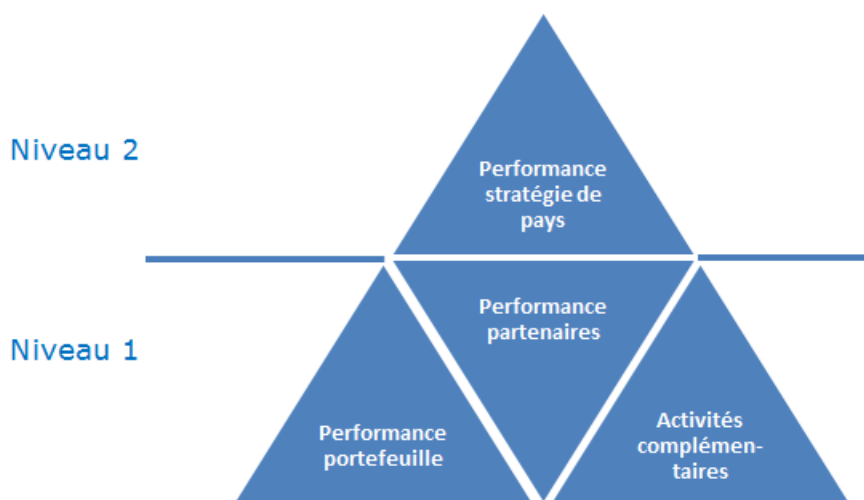 Niveau 2
Performance
stratégie de
pays
Performance
partenaires
Niveau 1
Performance
portefeuille
Activités
complémen-
taires